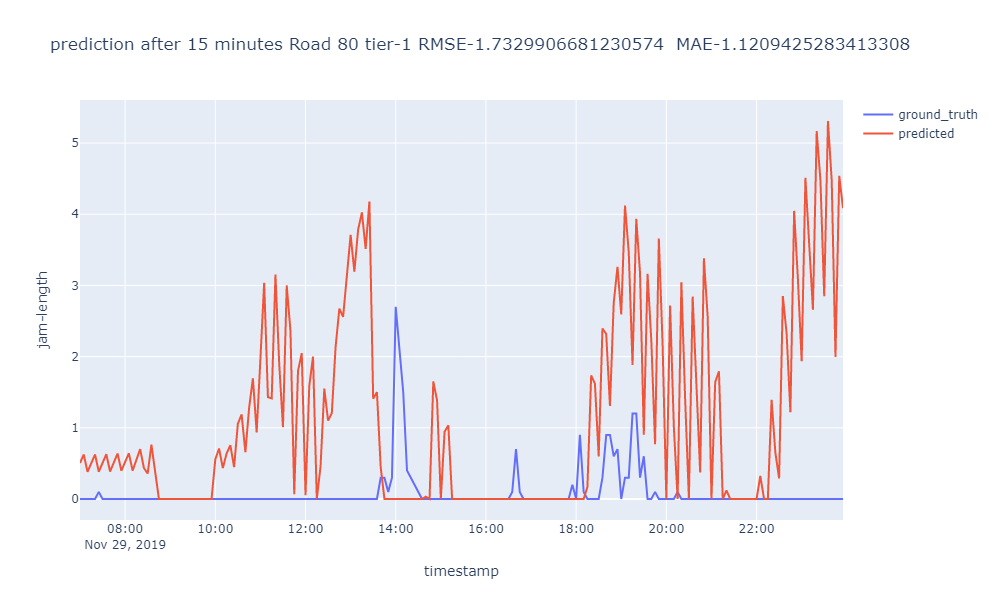 prediction after 15 minutes Road 80 tier-1 RMSE-1.7329906681230574  MAE-1.1209425283413308
ground_truth
predicted
jam-length
5
4
3
2
1
0
08:00 10:00 12:00 14:00 16:00 18:00 20:00 22:00
Nov 29, 2019
timestamp